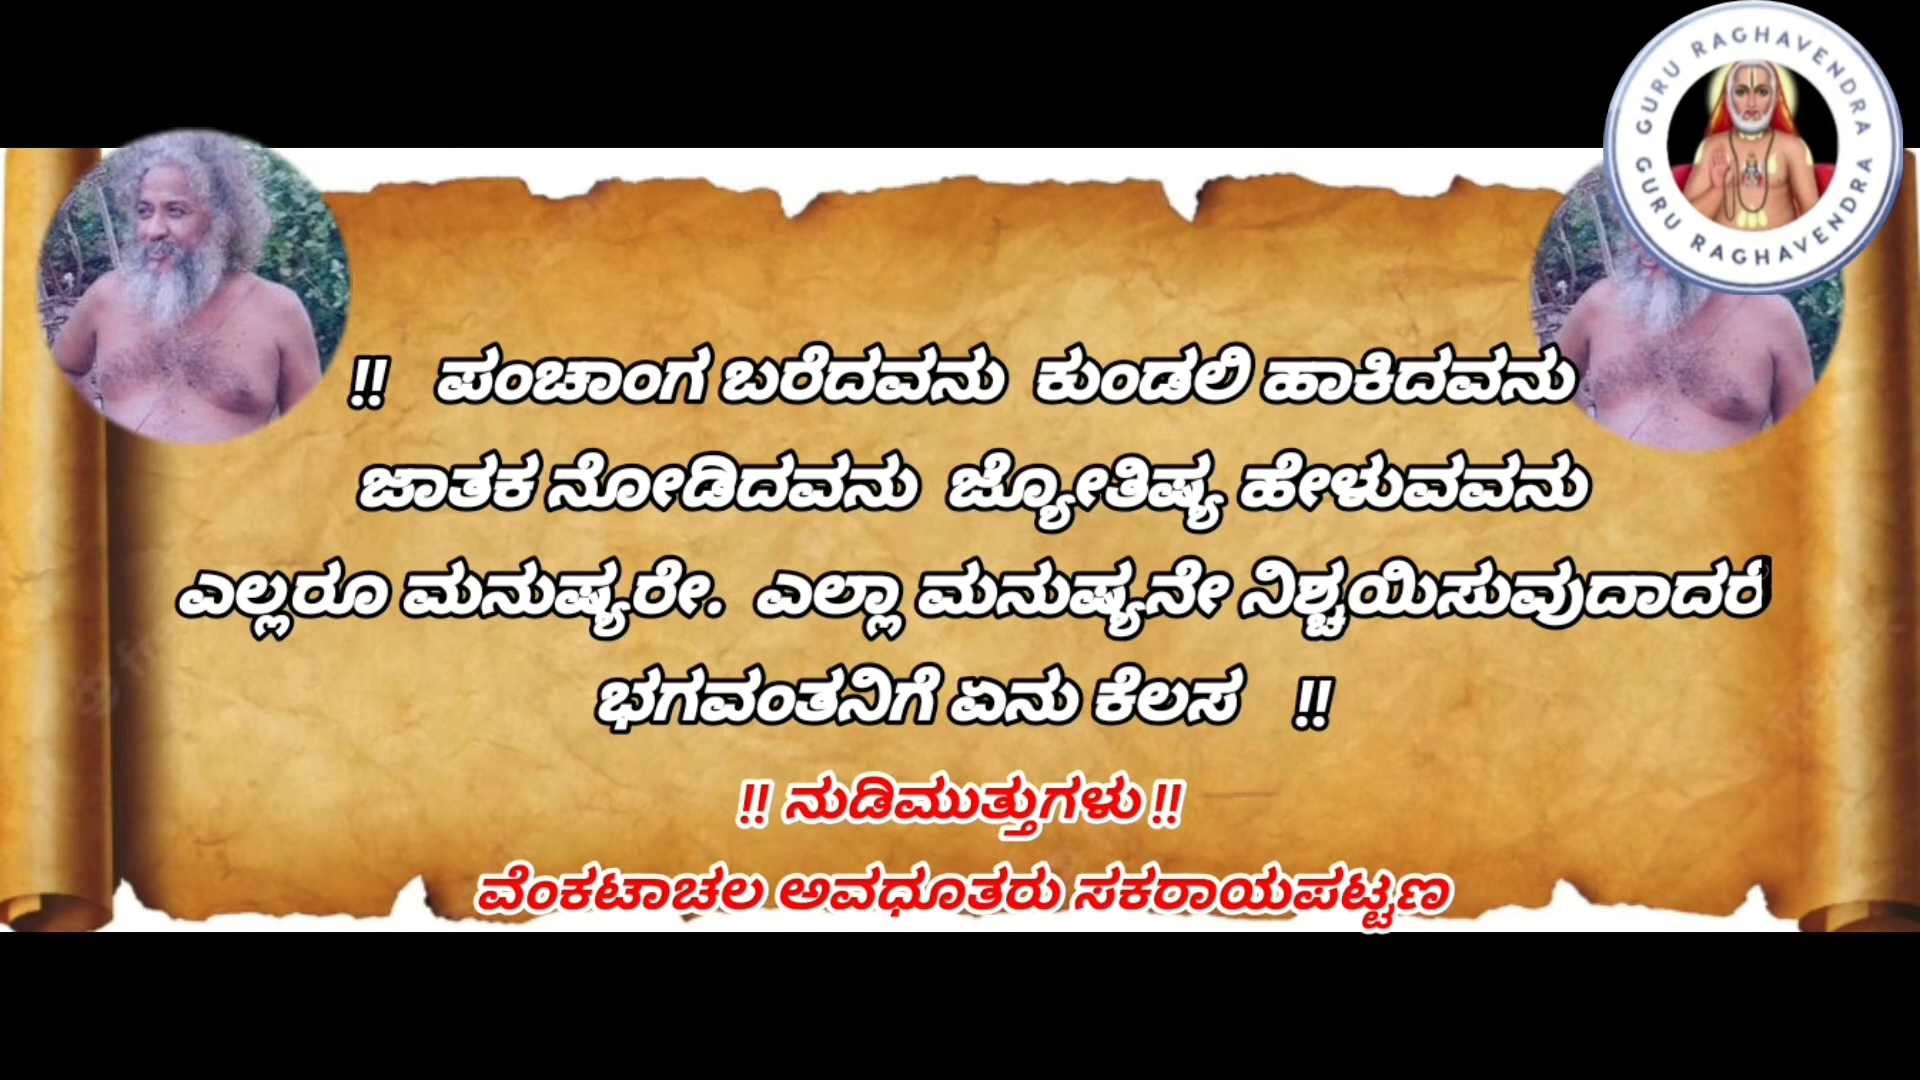 GURU RAGHAVENDRA
GURU RAGHAVENDRA
!! ಪಂಚಾಂಗ ಬರೆದವನು ಕುಂಡಲಿ ಹಾಕಿದವನು
ಜಾತಕ ನೋಡಿದವನು ಜ್ಯೋತಿಷ್ಯ ಹೇಳುವವನು
ಎಲ್ಲರೂ ಮನುಷ್ಯರೇ. ಎಲ್ಲಾ ಮನುಷ್ಯನೇ ನಿಶ್ಚಯಿಸುವುದಾದರೆ
ಭಗವಂತನಿಗೆ ಏನು ಕೆಲಸ !!
!! ನುಡಿಮುತ್ತುಗಳು !!
ವೆಂಕಟಾಚಲ ಅವಧೂತರು ಸಕರಾಯಪಟ್ಟಣ